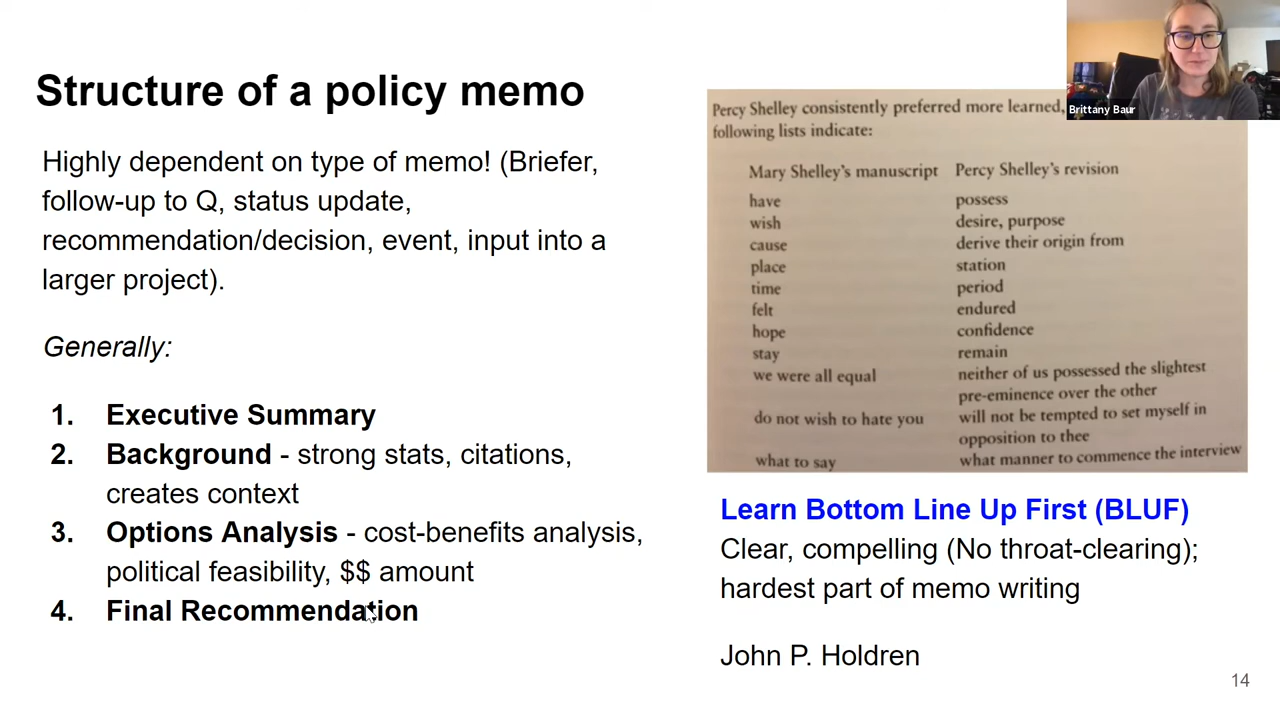 Structure of a policy memo
Highly dependent on type of memo! (Briefer,
follow-up to Q, status update,
recommendation/decision, event, input into a
larger project).
Generally:
1. Executive Summary
2. Background - strong stats, citations,
creates context
3. Options Analysis - cost-benefits analysis,
political feasibility, $$ amount
4. Final Recommendation
Brittany Baur
Percy Shelley consistently preferred more learned,
following lists indicate:
Mary Shelley's manuscript Percy Shelley's revision
have possess
wish desire, purpose
cause derive their origin from
place station
time period
felt endured
hope confidence
stay remain
we were all equal neither of us possessed the slightest
pre-eminence over the other
do not wish to hate you will not be tempted to set myself in
opposition to thee
what to say what manner to commence the interview
Learn Bottom Line Up First (BLUF)
Clear, compelling (No throat-clearing);
hardest part of memo writing
John P. Holdren
14